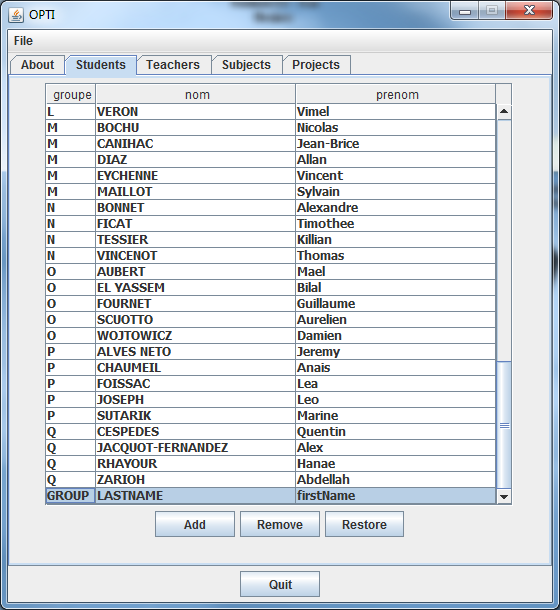 OPTI
File
About Students Teachers Subjects Projects
groupe nom prenom
L VERON Vimel
M BOCHU Nicolas
M CANIHAC Jean-Brice
M DIAZ Allan
M EYCHENNE Vincent
M MAILLOT Sylvain
N BONNET Alexandre
N FICAT Timothee
N TESSIER Killian
N VINCENOT Thomas
O AUBERT Mael
O EL YASSEM Bilal
O FOURNET Guillaume
O SCUOTTO Aurelien
O WOJTOWICZ Damien
P ALVES NETO Jeremy
P CHAUMEIL Anais
P FOISSAC Lea
P JOSEPH Leo
P SUTARIK Marine
Q CESPEDES Quentin
Q JACQUOT-FERNANDEZ Alex
Q RHAYOUR Hanae
Q ZARIOH Abdellah
GROUP LASTNAME firstName
Add Remove Restore
Quit